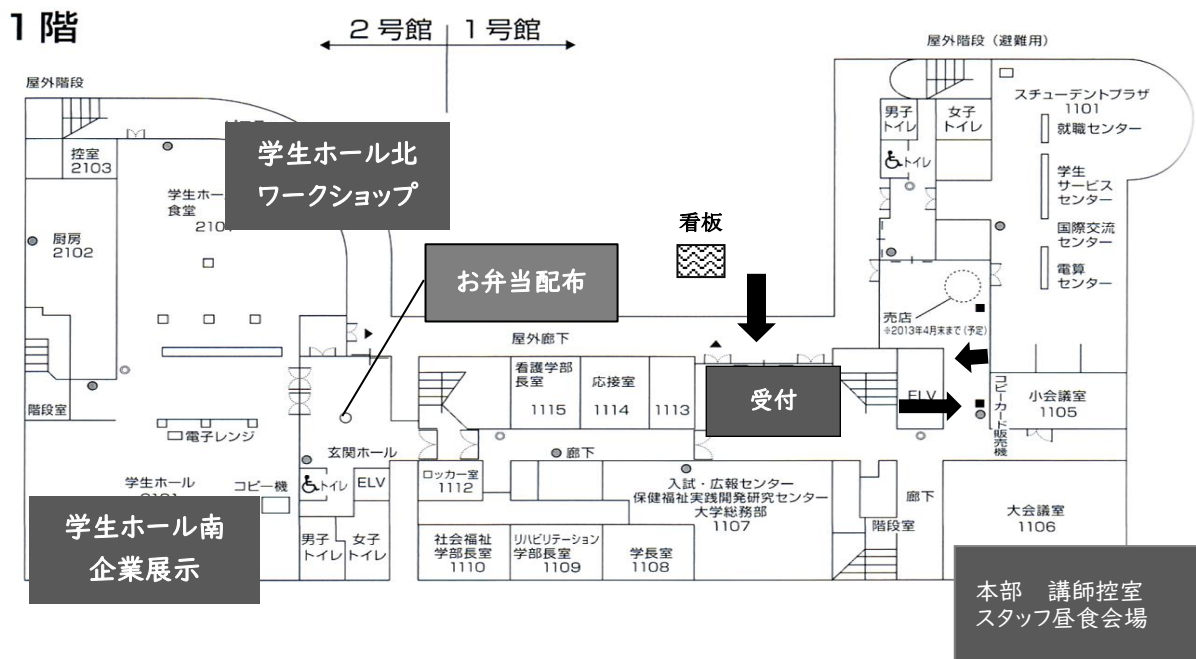 1階
2号館
1号館
屋外階段(避難用)
屋外階段
スチューデントプラザ
1101
男子
トイレ
女子
トイレ
就職センター
控室
2103
学生ホール北
ワークショップ
トイレ
学生
サービス
センター
学生ホー
食堂
210
看板
厨房
2102
国際交流
センター
お弁当配布
電算
センター
売店
※2013年4月末まで(予定)
屋外廊下
看護学部
長室
1115
応接室
1114
1113
受付
ELV
コピーカード販売機
小会議室
1105
階段室
電子レンジ
玄関ホール
廊下
学生ホール
2101
コピー機
トイレ
ELV
ロッカー室
1112
入試・広報センター
保健福祉実践開発研究センター
大学総務部
1107
廊下
階段室
大会議室
1106
学生ホール南
企業展示
男子
トイレ
女子
トイレ
社会福祉
学部長室
1110
リハビリテーション
学部長室
1109
学長室
1108
本部 講師控室
スタッフ昼食会場